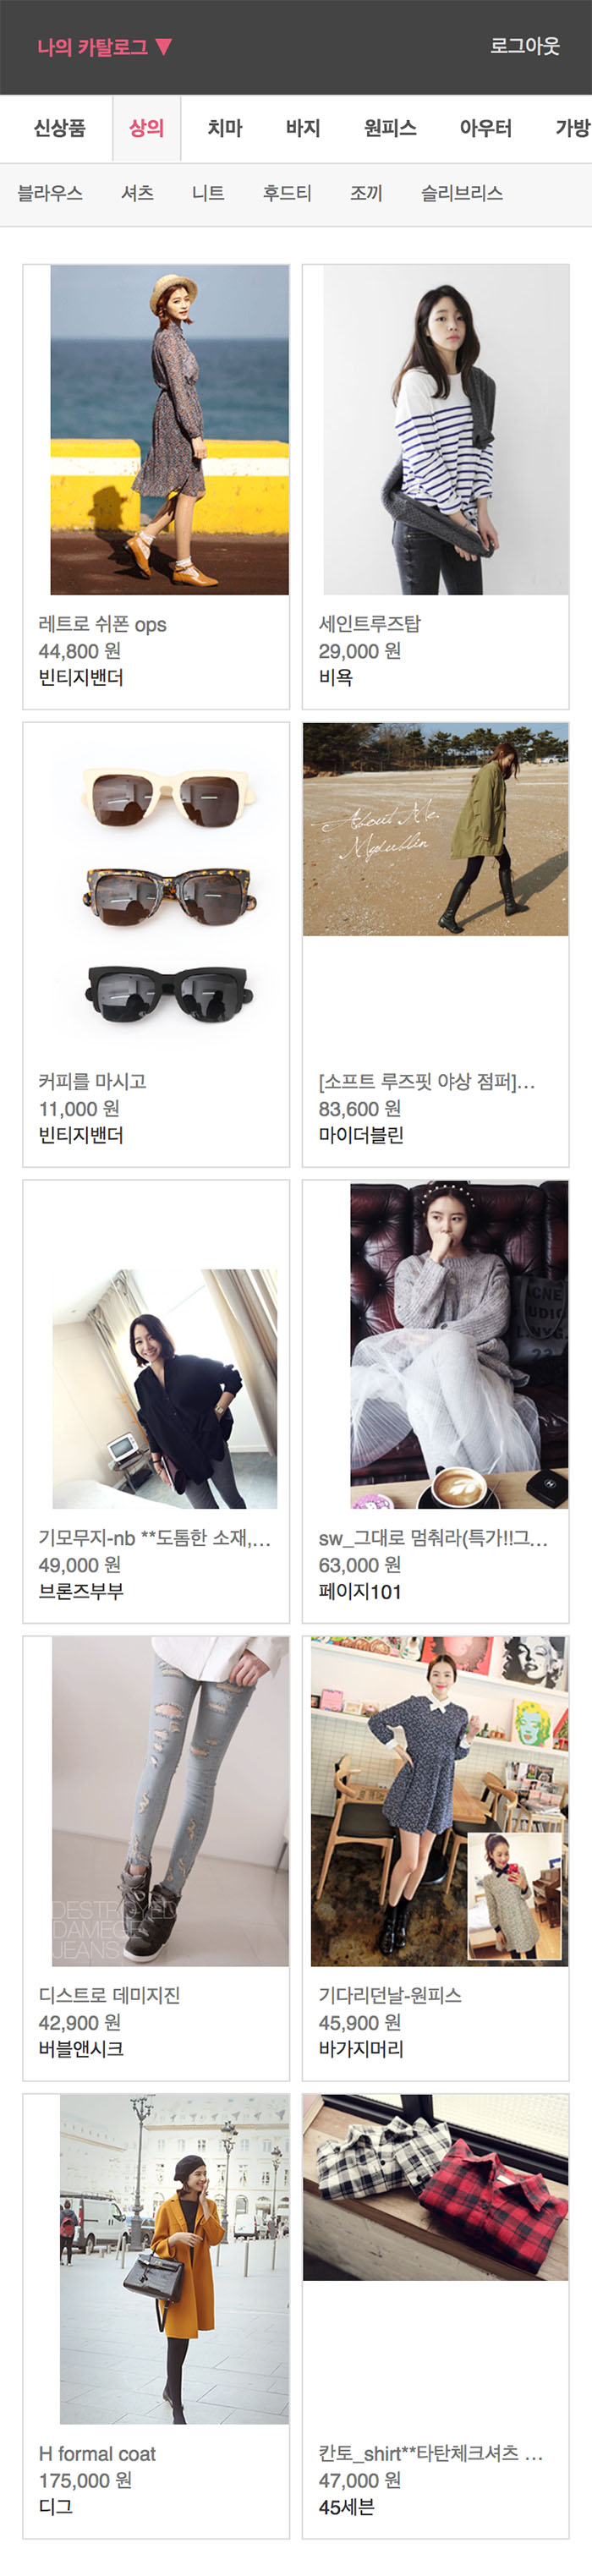 나의 카탈로그 ▼
로그아웃
신상품 상의 치마 바지 원피스 아우터 가방
블라우스 셔츠 니트 후드티 조끼 슬리브리스
레트로 쉬폰 ops
44,800 원
빈티지밴더
세인트루즈탑
29,000 원
비욕
About Me.
Mydublin
커피를 마시고
11,000 원
빈티지밴더
[소프트 루즈핏 야상 점퍼]...
83,600 원
마이더블린
기모무지-nb **도톰한 소재,...
49,000 원
브론즈부부
sw_그대로 멈춰라(특가!!그...
63,000 원
페이지101
DESTROYED
DAMEGE
JEANS
디스트로 데미지진
42,900 원
버블앤시크
기다리던날-원피스
45,900 원
바가지머리
H formal coat
175,000 원
디그
칸토_shirt**타탄체크셔츠 ...
47,000 원
45세븐